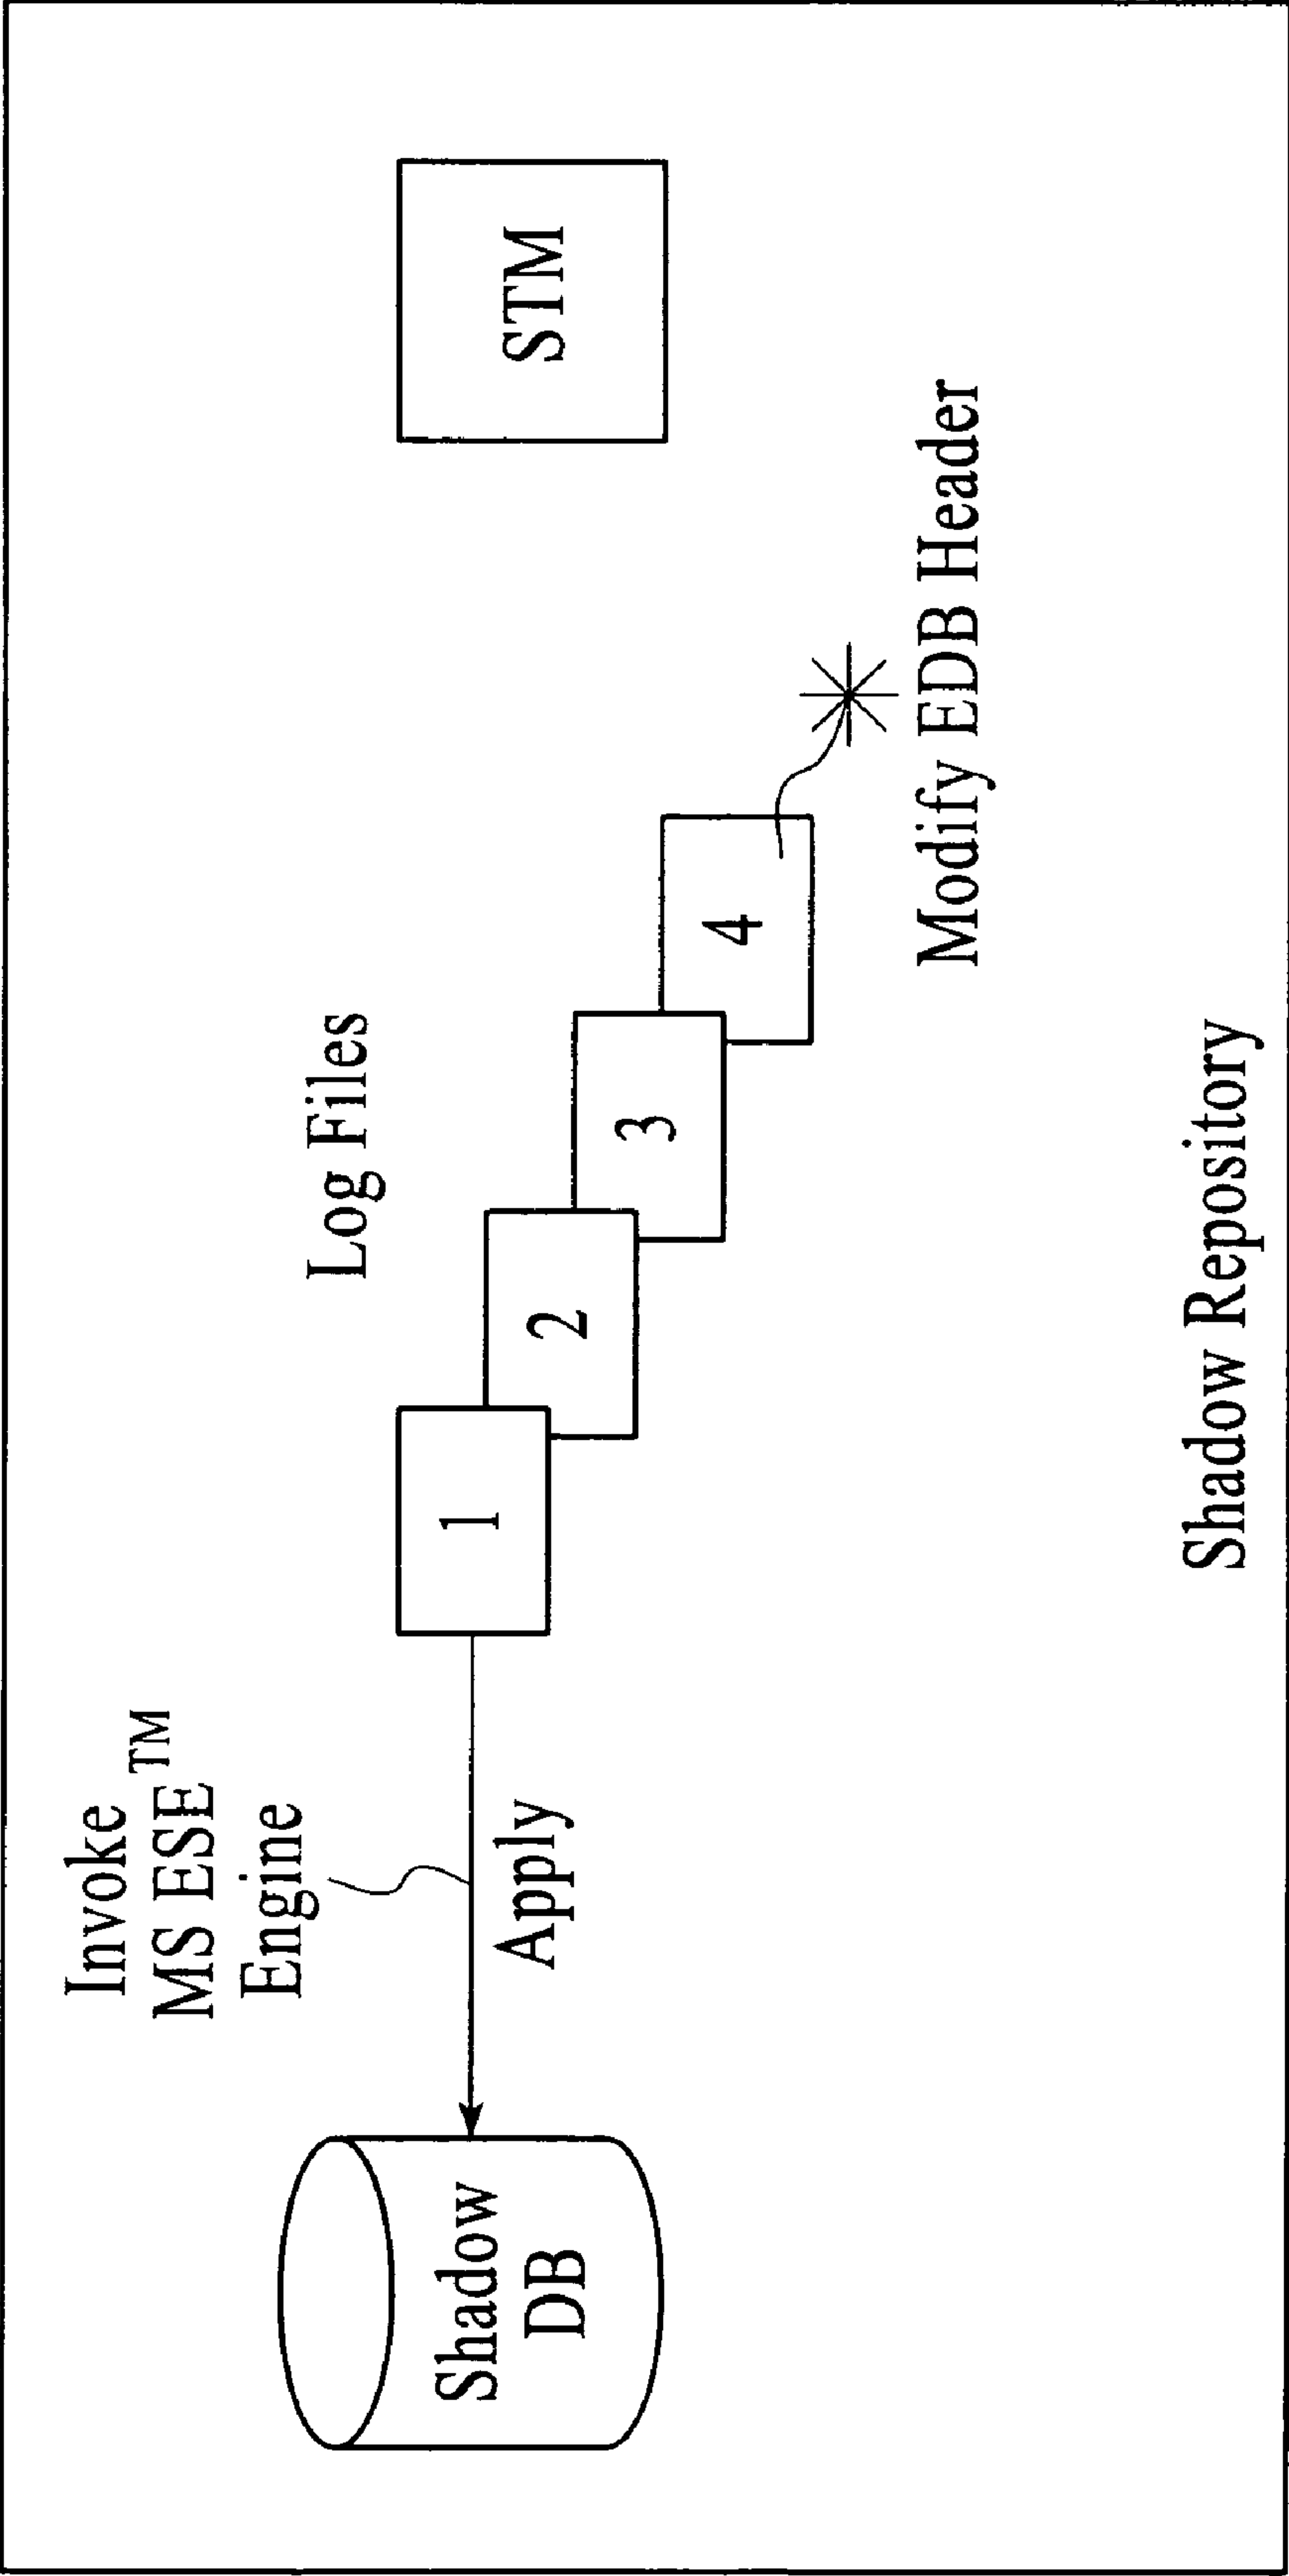 Invoke
MS ESE™
Engine
Log Files
Shadow
DB
Apply
1
2
3
4
STM
Modify EDB Header
Shadow Repository